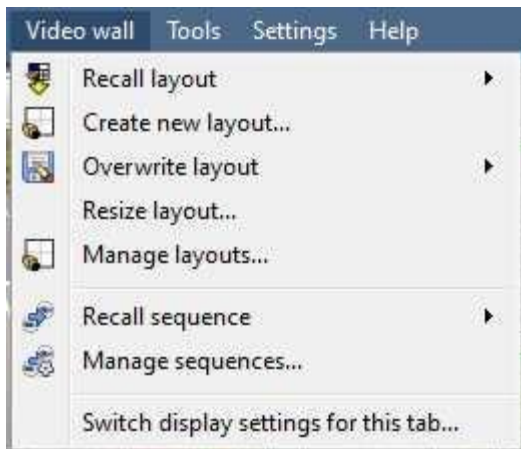 Video wall Tools Settings Help
Recall layout
Create new layout...
Overwrite layout
Resize layout...
Manage layouts...
Recall sequence
Manage sequences...
Switch display settings for this tab...